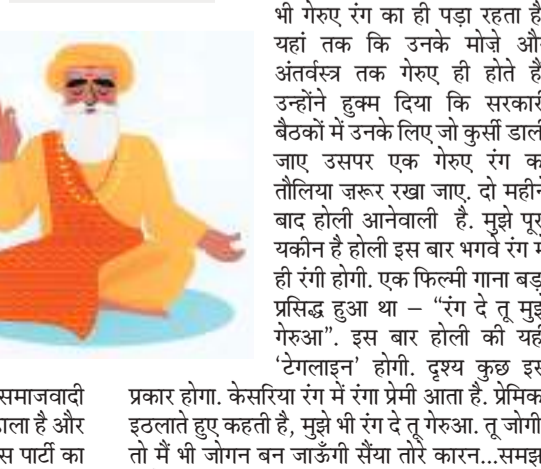 भी गेरुए रंग का ही पड़ा रहता है
यहां तक कि उनके मोज़े
अंतर्वस्त्र तक गेरुए ही होते हैं
उन्होंने हुक्म दिया कि सरकारी
बैठकों में उनके लिए जो कुर्सी डाली
जाए उसपर एक गेरुए रंग
तौलिया ज़रूर रखा जाए. दो महीने
बाद होली आनेवाली है. मुझे
यकीन है होली इस बार भगवे रंग
ही रंगी होगी. एक फिल्मी गाना
प्रसिद्ध हुआ था – “रंग दे तू
गेरुआ”. इस बार होली की यही
‘टेगलाइन’ होगी. दृश्य कुछ इस
प्रकार होगा. केसरिया रंग में रंगा प्रेमी आता है.
इठलाते हुए कहती है, मुझे भी रंग दे तू गेरुआ. तू जोगी
तो मैं भी जोगन बन जाऊँगी सैंया तोरे कारन...समझ
समाजवादी
है और
पार्टी का